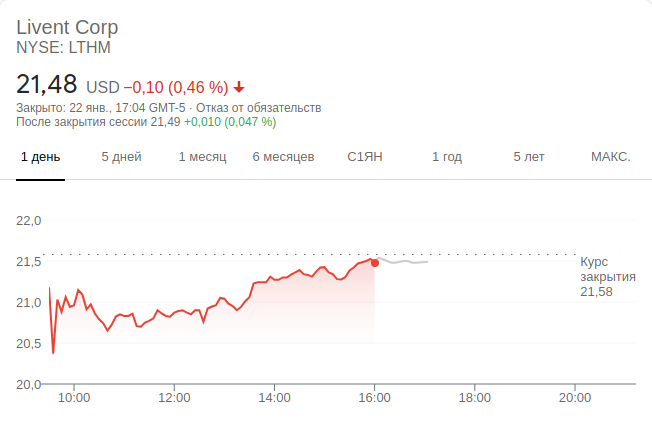 Livent Corp
NYSE: LTHM
21,48 USD −0,10 (0,46 %)
Закрыто: 22 янв., 17:04 GMT-5 · Отказ от обязательств
После закрытия сессии 21,49 +0,010 (0,047 %)
1 день 5 дней 1 месяц 6 месяцев С1ЯН 1 год 5 лет МАКС.
22,0
21,5
21,0
20,5
20,0
Курс
закрытия
21,58
10:00 12:00 14:00 16:00 18:00 20:00